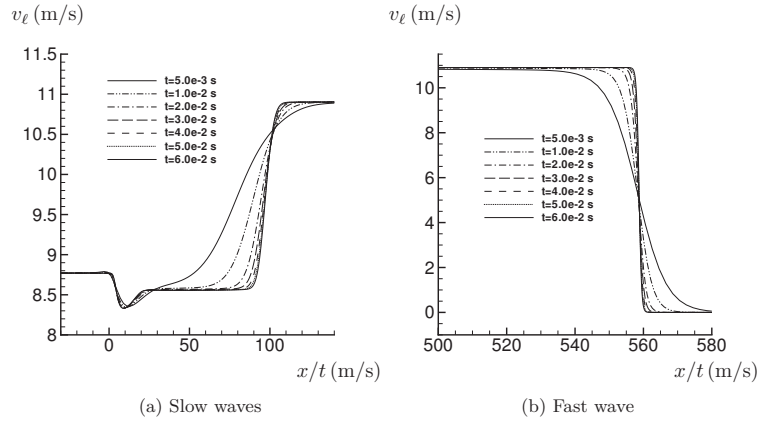 v_ℓ (m/s)
11.5
11
10.5
10
9.5
9
8.5
8
0
50
100
t=5.0e-3 s
t=1.0e-2 s
t=2.0e-2 s
t=3.0e-2 s
t=4.0e-2 s
t=5.0e-2 s
t=6.0e-2 s
x/t (m/s)
(a) Slow waves
v_ℓ (m/s)
10
8
6
4
2
0
500
520
540
560
580
t=5.0e-3 s
t=1.0e-2 s
t=2.0e-2 s
t=3.0e-2 s
t=4.0e-2 s
t=5.0e-2 s
t=6.0e-2 s
x/t (m/s)
(b) Fast wave